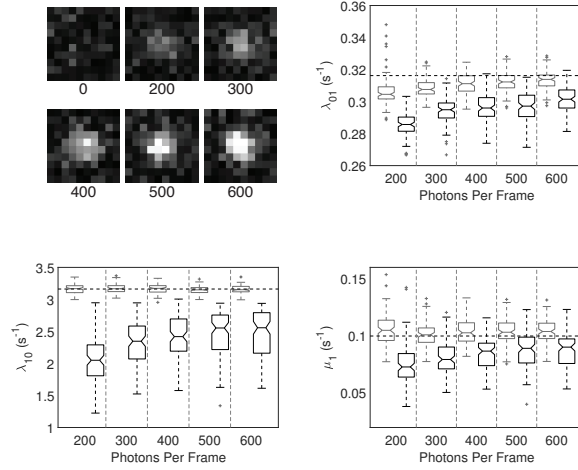 0 200 300
400 500 600
0.36
0.34
0.32
0.3
0.28
0.26
λ01 (s-1)
200 300 400 500 600
Photons Per Frame
3.5
3
2.5
2
1.5
1
λ10 (s-1)
200 300 400 500 600
Photons Per Frame
0.15
0.1
0.05
μ1 (s-1)
200 300 400 500 600
Photons Per Frame